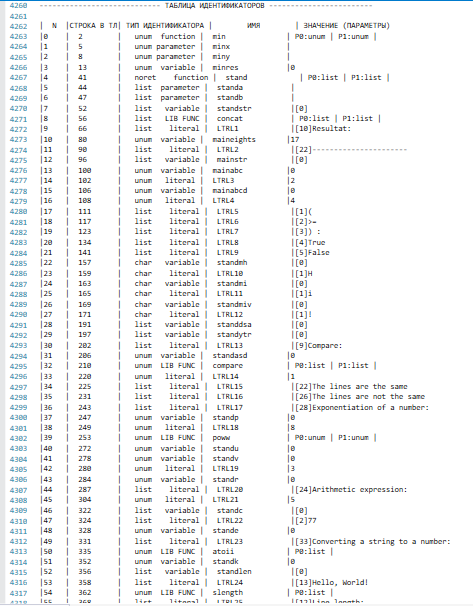 4260 ------------------------------ ТАБЛИЦА ИДЕНТИФИКАТОРОВ ------------------------
4261
4262 | N | СТРОКА В ТЛ| ТИП ИДЕНТИФИКАТОРА | ИМЯ | ЗНАЧЕНИЕ (ПАРАМЕТРЫ)
4263 |0 | 2 | unum function | min | P0:unum | P1:unum |
4264 |1 | 5 | unum parameter | minx |
4265 |2 | 8 | unum parameter | miny |
4266 |3 | 13 | unum variable | minres |0
4267 |4 | 41 | noret function | stand | P0:list | P1:list |
4268 |5 | 44 | list parameter | standa |
4269 |6 | 47 | list parameter | standb |
4270 |7 | 52 | list variable | standstr |[0]
4271 |8 | 56 | list LIB FUNC | concat | P0:list | P1:list |
4272 |9 | 66 | list literal | LTRL1 |[10]Resultat:
4273 |10 | 80 | unum variable | maineights |17
4274 |11 | 90 | list literal | LTRL2 |[22]----------------------
4275 |12 | 96 | list variable | mainstr |[0]
4276 |13 | 100 | unum variable | mainabc |0
4277 |14 | 102 | unum literal | LTRL3 |2
4278 |15 | 106 | unum variable | mainabcd |0
4279 |16 | 108 | unum literal | LTRL4 |4
4280 |17 | 111 | list literal | LTRL5 |[1](
4281 |18 | 117 | list literal | LTRL6 |[2]>=
4282 |19 | 123 | list literal | LTRL7 |[3]) :
4283 |20 | 134 | list literal | LTRL8 |[4]True
4284 |21 | 141 | list literal | LTRL9 |[5]False
4285 |22 | 157 | char variable | standmh |[0]
4286 |23 | 159 | char literal | LTRL10 |[1]H
4287 |24 | 163 | char variable | standmi |[0]
4288 |25 | 165 | char literal | LTRL11 |[1]i
4289 |26 | 169 | char variable | standmiv |[0]
4290 |27 | 171 | char literal | LTRL12 |[1]!
4291 |28 | 191 | list variable | standdsa |[0]
4292 |29 | 197 | list variable | standytr |[0]
4293 |30 | 202 | list literal | LTRL13 |[9]Compare:
4294 |31 | 206 | unum variable | standasd |0
4295 |32 | 210 | unum LIB FUNC | compare | P0:list | P1:list |
4296 |33 | 220 | unum literal | LTRL14 |1
4297 |34 | 225 | list literal | LTRL15 |[22]The lines are the same
4298 |35 | 231 | list literal | LTRL16 |[26]The lines are not the same
4299 |36 | 243 | list literal | LTRL17 |[28]Exponentiation of a number:
4300 |37 | 247 | unum variable | standp |0
4301 |38 | 249 | unum literal | LTRL18 |8
4302 |39 | 253 | unum LIB FUNC | poww | P0:unum | P1:unum |
4303 |40 | 272 | unum variable | standu |0
4304 |41 | 278 | unum variable | standv |0
4305 |42 | 280 | unum literal | LTRL19 |3
4306 |43 | 284 | unum variable | standr |0
4307 |44 | 287 | list literal | LTRL20 |[24]Arithmetic expression:
4308 |45 | 304 | unum literal | LTRL21 |5
4309 |46 | 322 | list variable | standc |[0]
4310 |47 | 324 | list literal | LTRL22 |[2]77
4311 |48 | 328 | unum variable | stande |0
4312 |49 | 331 | list literal | LTRL23 |[33]Converting a string to a number:
4313 |50 | 335 | unum LIB FUNC | atoii | P0:list |
4314 |51 | 352 | unum variable | standk |0
4315 |52 | 356 | list variable | standlen |[0]
4316 |53 | 358 | list literal | LTRL24 |[13]Hello, World!
4317 |54 | 362 | unum LIB FUNC | slength | P0:list |
4318 |55 | 368 | list literal | LTRL25 |[12]Line length: